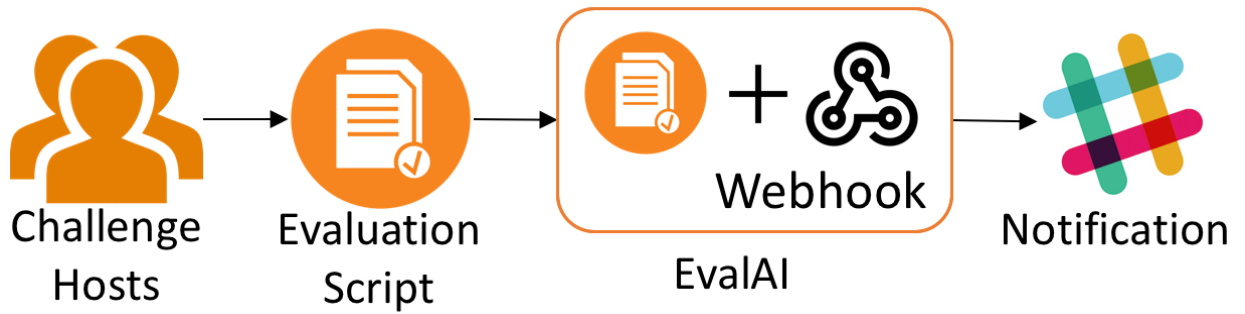 Challenge
Hosts
Evaluation
Script
Webhook
EvalAI
Notification